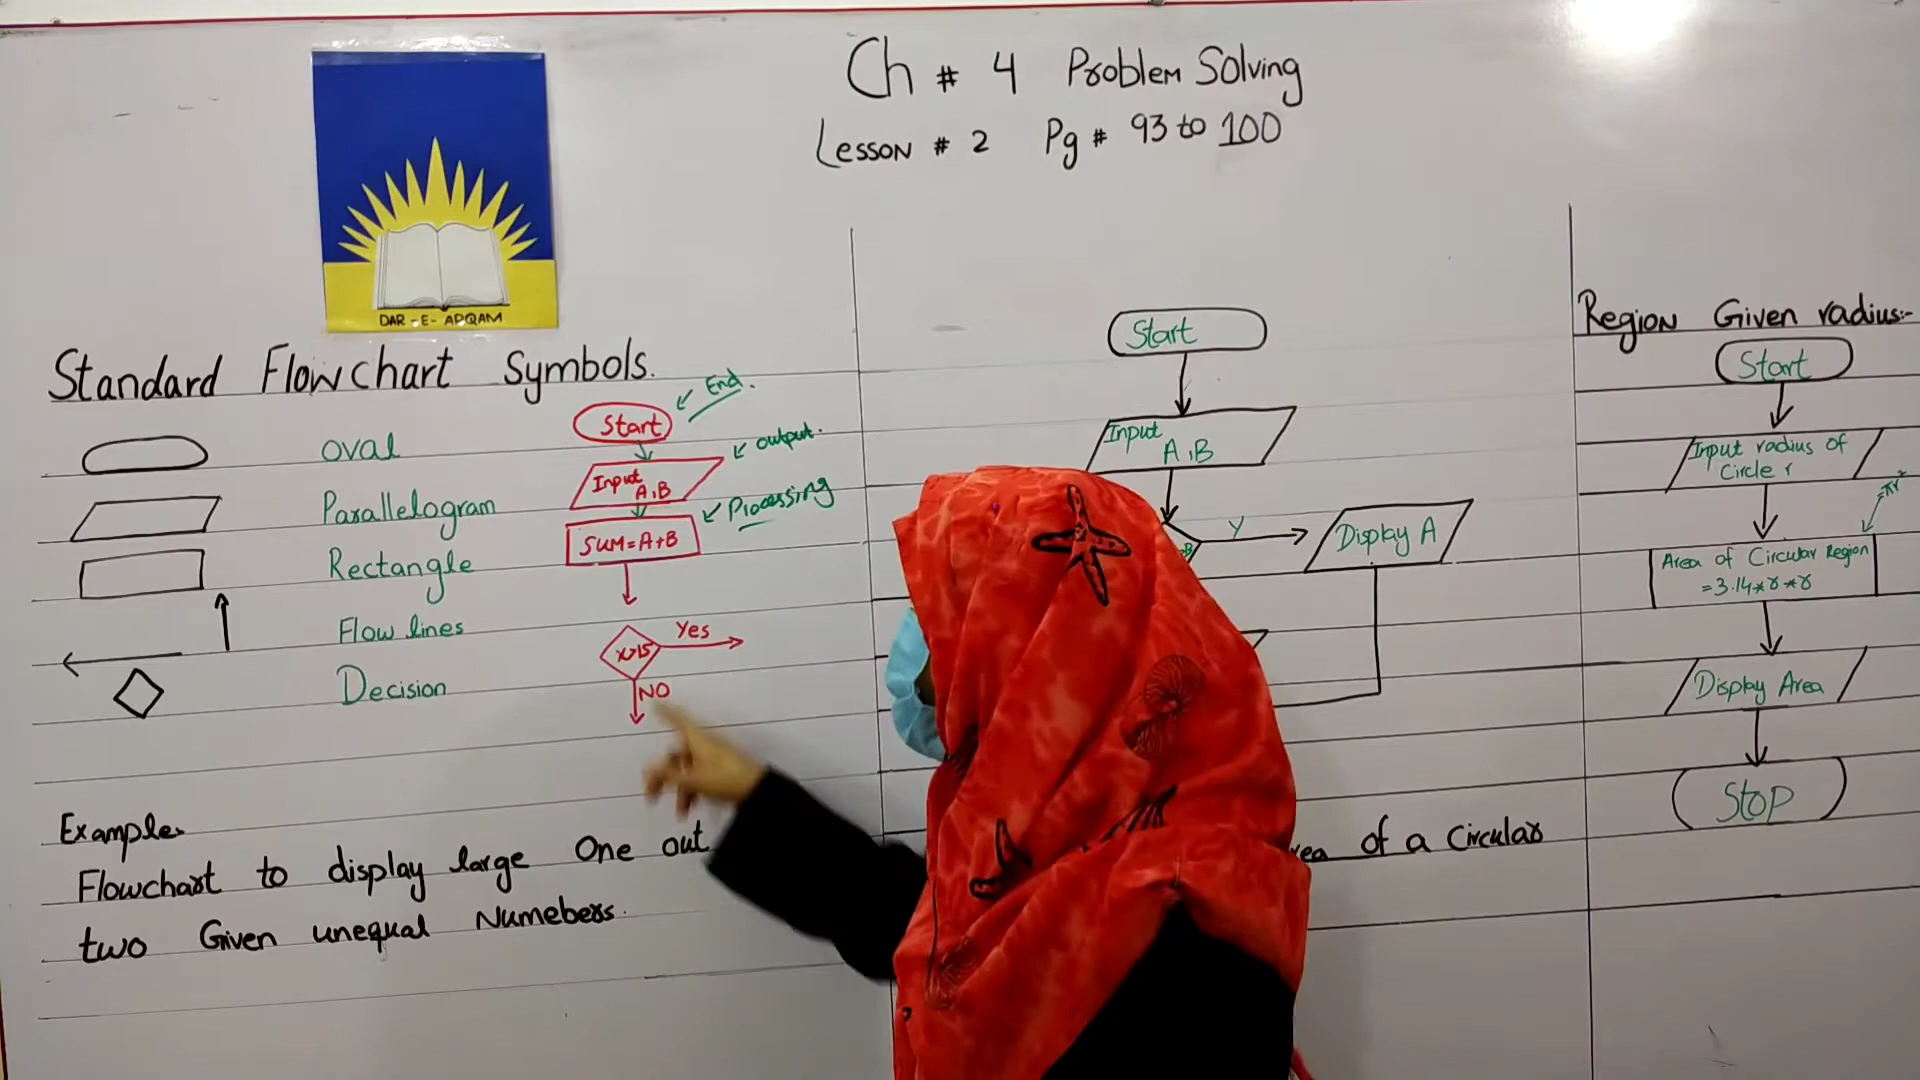 Ch # 4 Problem Solving
Lesson # 2 Pg # 93 to 100
DAR-E-ARQAM
Standard Flowchart Symbols.
oval
Parallelogram
Rectangle
Flow lines
Decision
Start
End.
Input
A,B
output.
SUM=A+B
Processing
x>15
Yes
NO
Example
Flowchart to display large One out
two Given unequal Numebers.
Start
Input
A,B
Y
Display A
of a Circular
Region Given radius:-
Start
Input radius of
Circle r
=πr²
Area of Circular Region
=3.14*r*r
Display Area
Stop